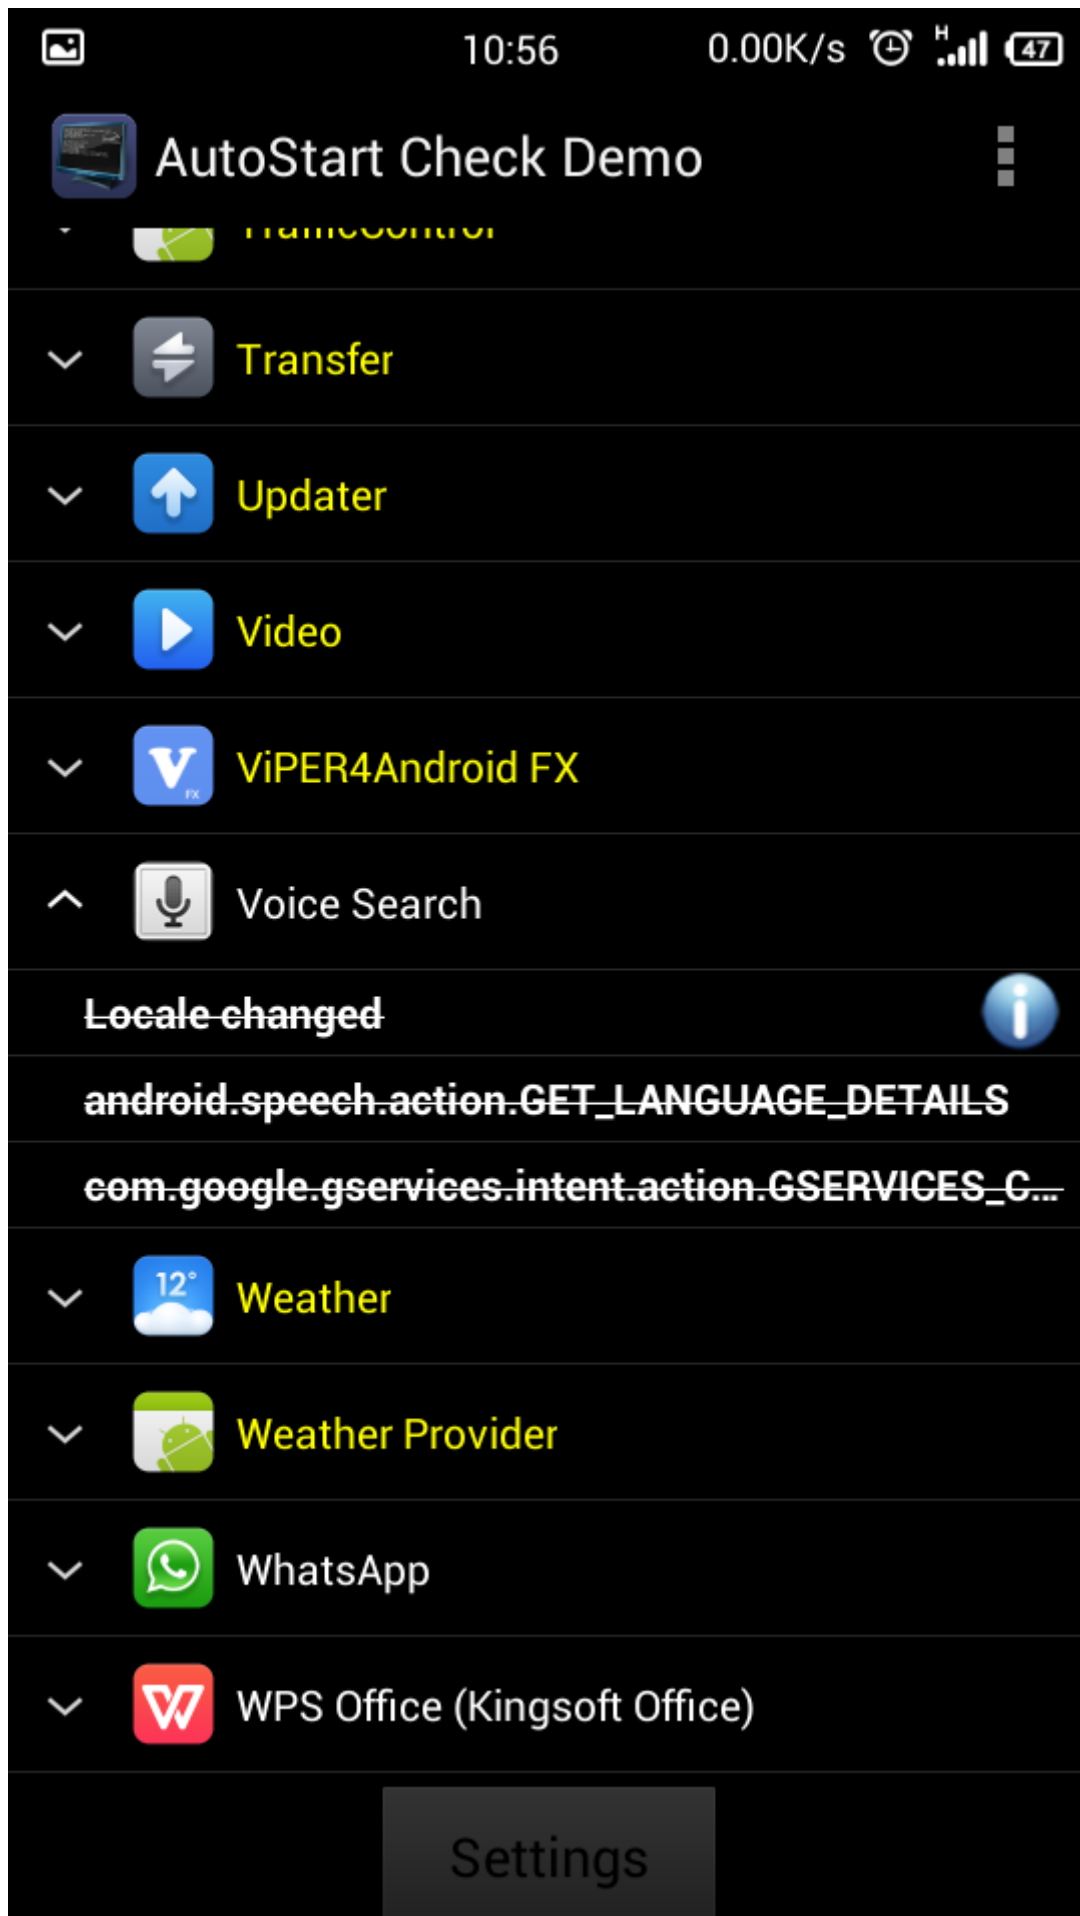 10:56 0.00K/s H 47
AutoStart Check Demo
TrafficControl
Transfer
Updater
Video
ViPER4Android FX
Voice Search
Locale changed
android.speech.action.GET_LANGUAGE_DETAILS
com.google.gservices.intent.action.GSERVICES_C...
12°
Weather
Weather Provider
WhatsApp
WPS Office (Kingsoft Office)
Settings